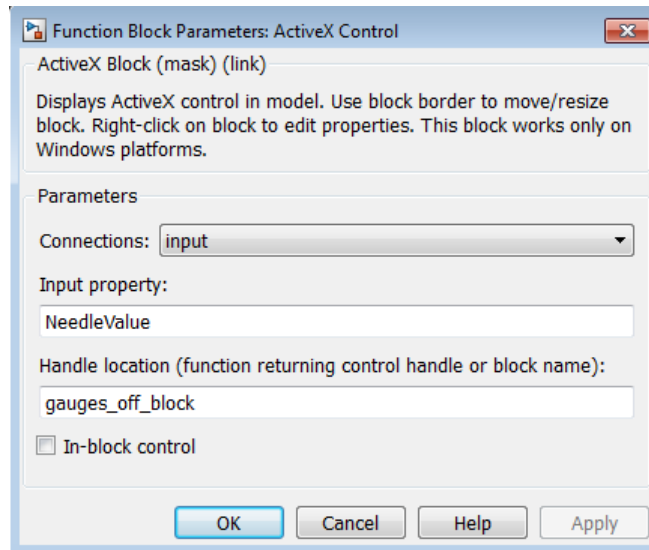 Function Block Parameters: ActiveX Control
ActiveX Block (mask) (link)
Displays ActiveX control in model. Use block border to move/resize
block. Right-click on block to edit properties. This block works only on
Windows platforms.
Parameters
Connections: input
Input property:
NeedleValue
Handle location (function returning control handle or block name):
gauges_off_block
In-block control
OK Cancel Help Apply